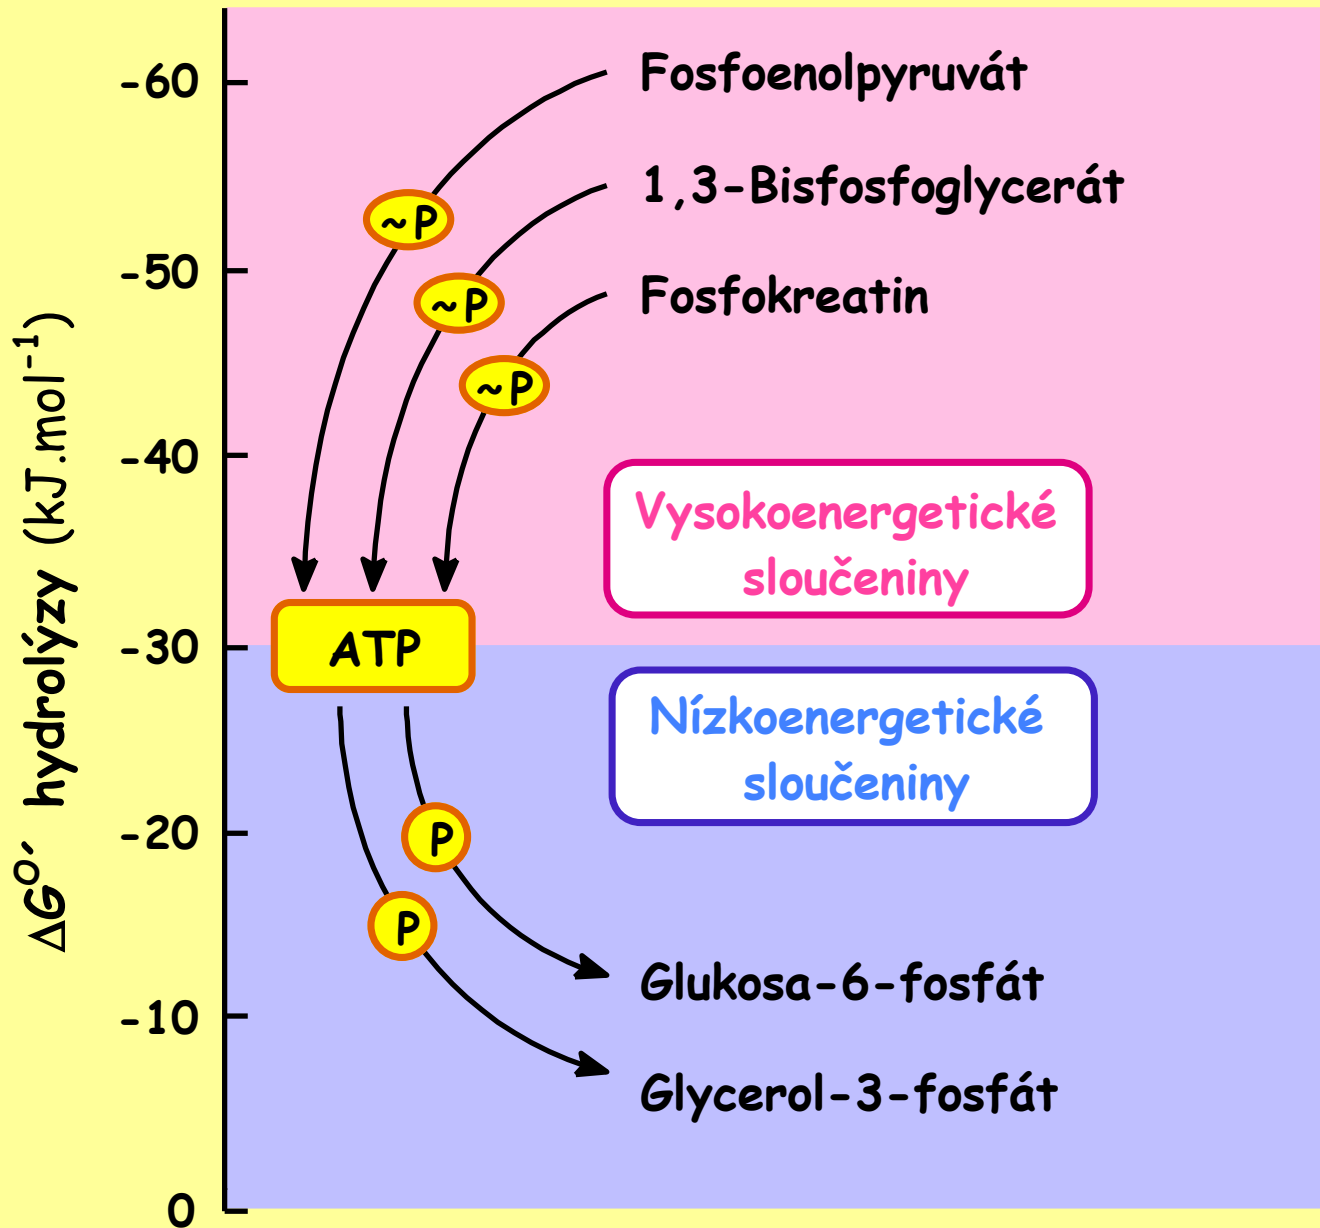 -60
Fosfoenolpyruvát
1,3-Bisfosfoglycerát
~P
-50
Fosfokreatin
~P
~P
-40
Vysokoenergetické
sloučeniny
ΔG⁰´ hydrolýzy (kJ.mol⁻¹)
-30
ATP
Nízkoenergetické
sloučeniny
-20
P
P
Glukosa-6-fosfát
-10
Glycerol-3-fosfát
0